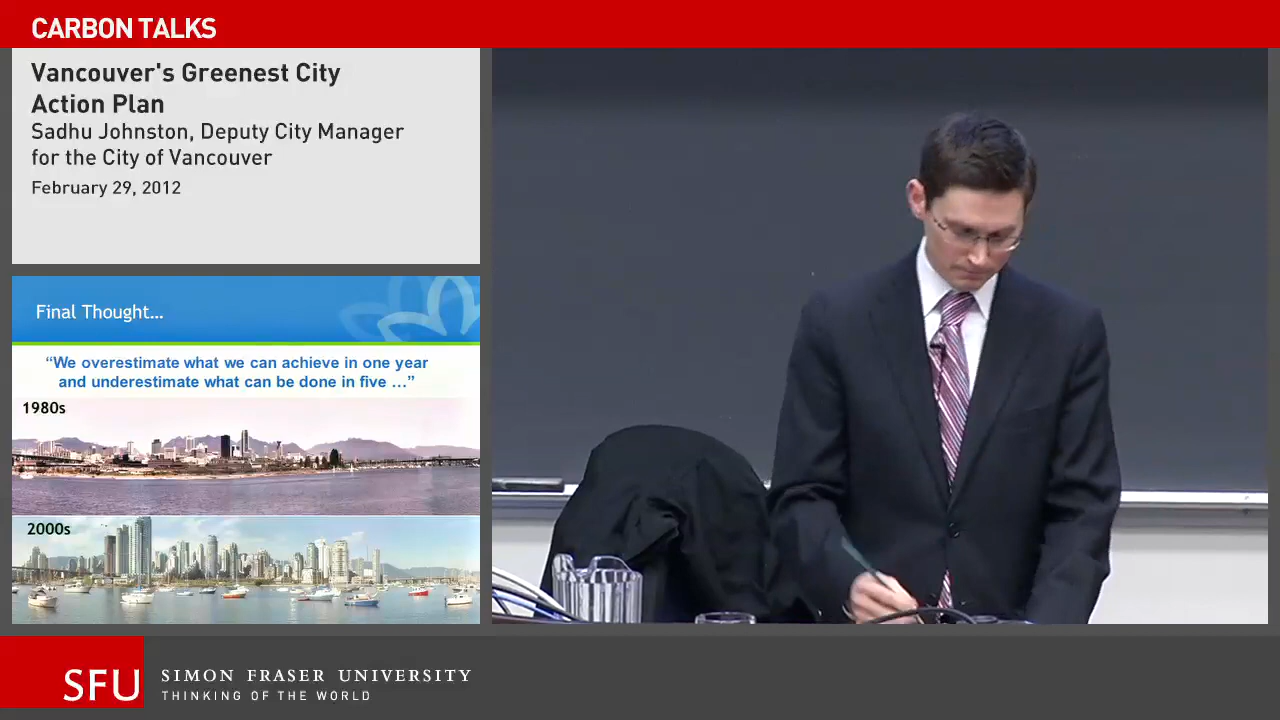 CARBON TALKS
Vancouver's Greenest City
Action Plan
Sadhu Johnston, Deputy City Manager
for the City of Vancouver
February 29, 2012
Final Thought...
“We overestimate what we can achieve in one year
and underestimate what can be done in five ...”
1980s
2000s
SFU
SIMON FRASER UNIVERSITY
THINKING OF THE WORLD